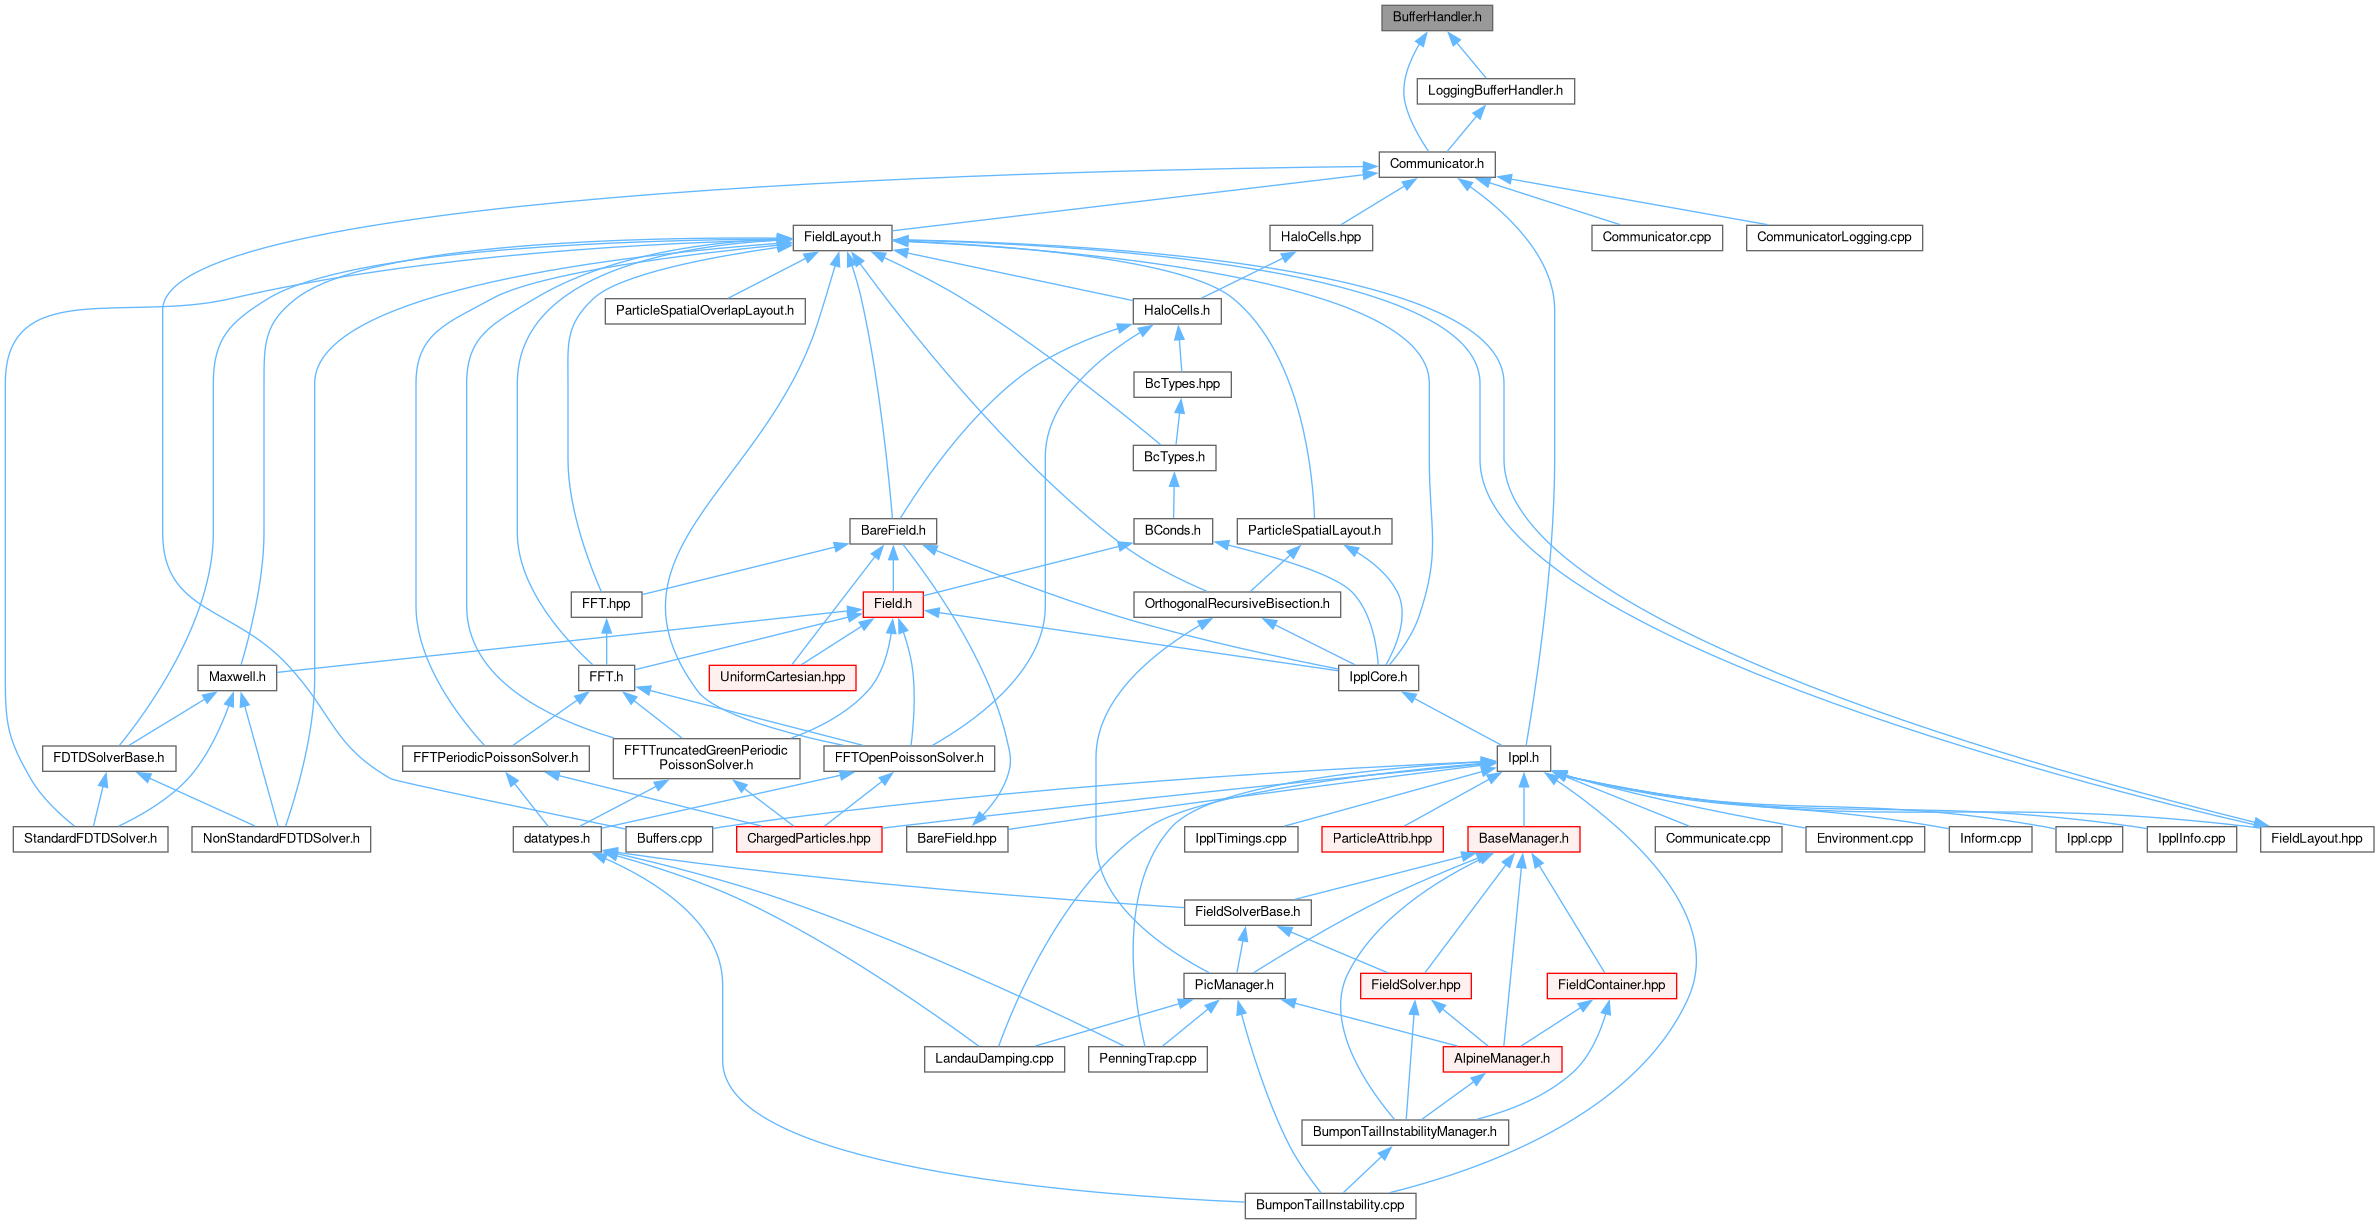 BufferHandler.h
LoggingBufferHandler.h
Communicator.h
FieldLayout.h
HaloCells.hpp
Communicator.cpp
CommunicatorLogging.cpp
ParticleSpatialOverlapLayout.h
HaloCells.h
BcTypes.hpp
BcTypes.h
BareField.h
BConds.h
ParticleSpatialLayout.h
FFT.hpp
Field.h
OrthogonalRecursiveBisection.h
Maxwell.h
FFT.h
UniformCartesian.hpp
IpplCore.h
FDTDSolverBase.h
FFTPeriodicPoissonSolver.h
FFTTruncatedGreenPeriodic
PoissonSolver.h
FFTOpenPoissonSolver.h
Ippl.h
StandardFDTDSolver.h
NonStandardFDTDSolver.h
datatypes.h
Buffers.cpp
ChargedParticles.hpp
BareField.hpp
IpplTimings.cpp
ParticleAttrib.hpp
BaseManager.h
Communicate.cpp
Environment.cpp
Inform.cpp
Ippl.cpp
IpplInfo.cpp
FieldLayout.hpp
FieldSolverBase.h
PicManager.h
FieldSolver.hpp
FieldContainer.hpp
LandauDamping.cpp
PenningTrap.cpp
AlpineManager.h
BumponTailInstabilityManager.h
BumponTailInstability.cpp